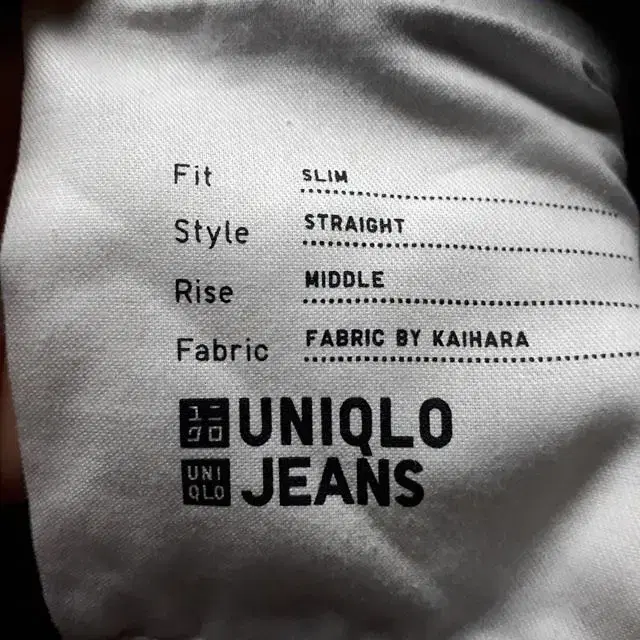 Fit SLIM
Style STRAIGHT
Rise MIDDLE
Fabric FABRIC BY KAIHARA
ユニ クロ UNIQLO
UNI QLO JEANS